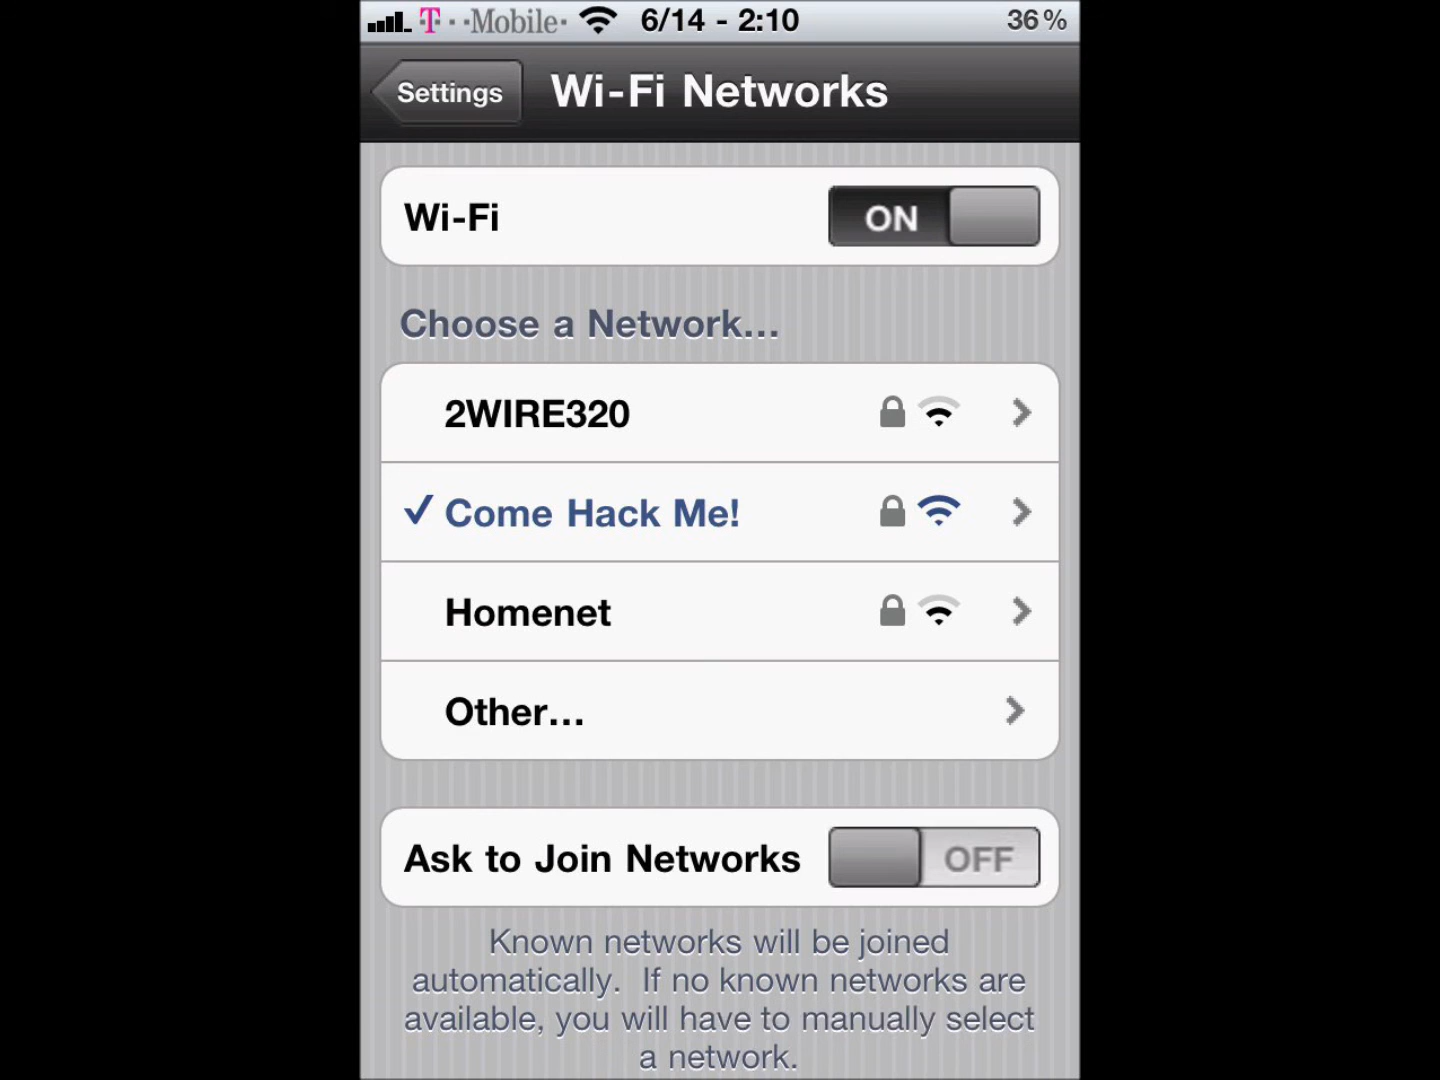 T··Mobile· 6/14 - 2:10 36%
Settings Wi-Fi Networks
Wi-Fi ON
Choose a Network...
2WIRE320
✓ Come Hack Me!
Homenet
Other...
Ask to Join Networks OFF
Known networks will be joined
automatically. If no known networks are
available, you will have to manually select
a network.